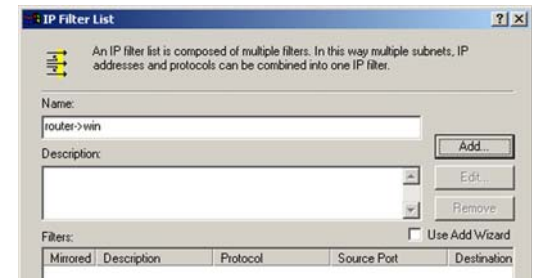 IP Filter List
An IP filter list is composed of multiple filters. In this way multiple subnets, IP
addresses and protocols can be combined into one IP filter.
Name:
router->win
Add...
Description:
Edit...
Remove
Filters:
Use Add Wizard
Mirrored Description Protocol Source Port Destination